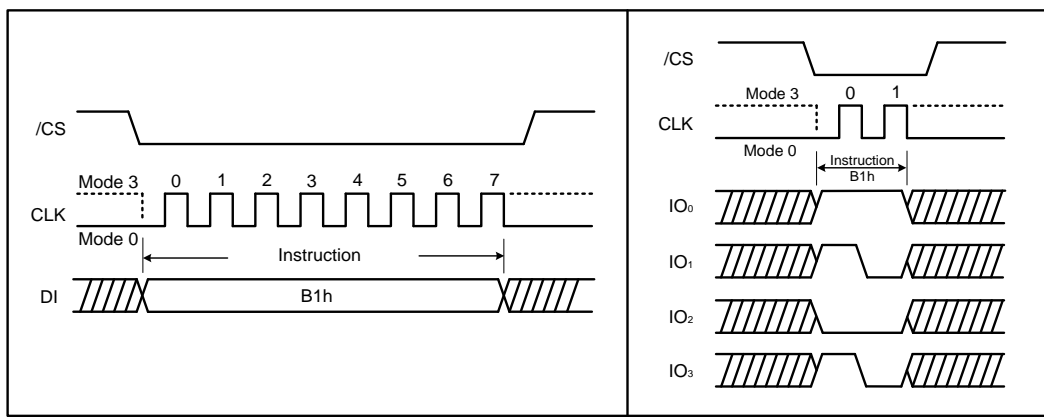 /CS
Mode 3
0 1 2 3 4 5 6 7
CLK
Mode 0
Instruction
DI
B1h
/CS
Mode 3
0 1
CLK
Mode 0
Instruction
B1h
IO₀
IO₁
IO₂
IO₃